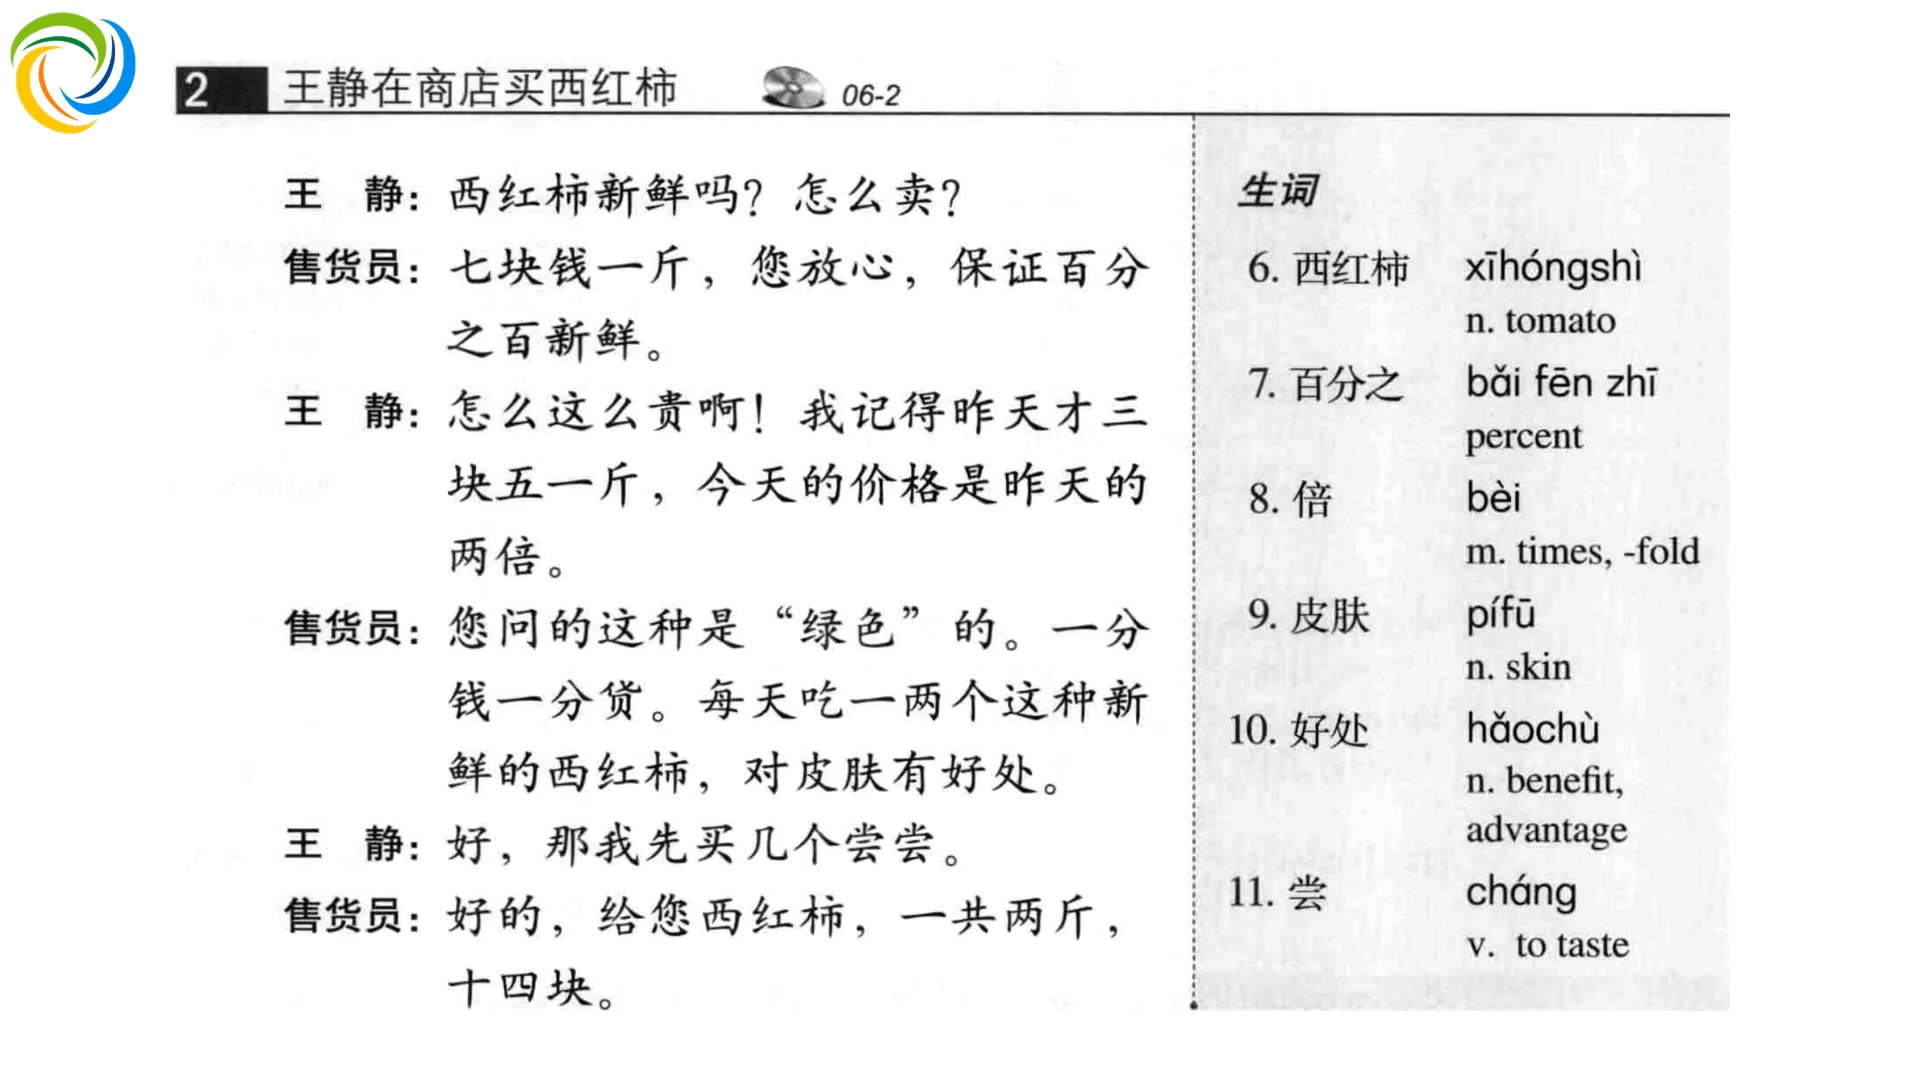 2 王静在商店买西红柿 06-2
王 静：西红柿新鲜吗？怎么卖？
售货员：七块钱一斤，您放心，保证百分
之百新鲜。
王 静：怎么这么贵啊！我记得昨天才三
块五一斤，今天的价格是昨天的
两倍。
售货员：您问的这种是“绿色”的。一分
钱一分货。每天吃一两个这种新
鲜的西红柿，对皮肤有好处。
王 静：好，那我先买几个尝尝。
售货员：好的，给您西红柿，一共两斤，
十四块。
生词
6. 西红柿 xīhóngshì
n. tomato
7. 百分之 bǎi fēn zhī
percent
8. 倍 bèi
m. times, -fold
9. 皮肤 pífū
n. skin
10. 好处 hǎochù
n. benefit,
advantage
11. 尝 cháng
v. to taste